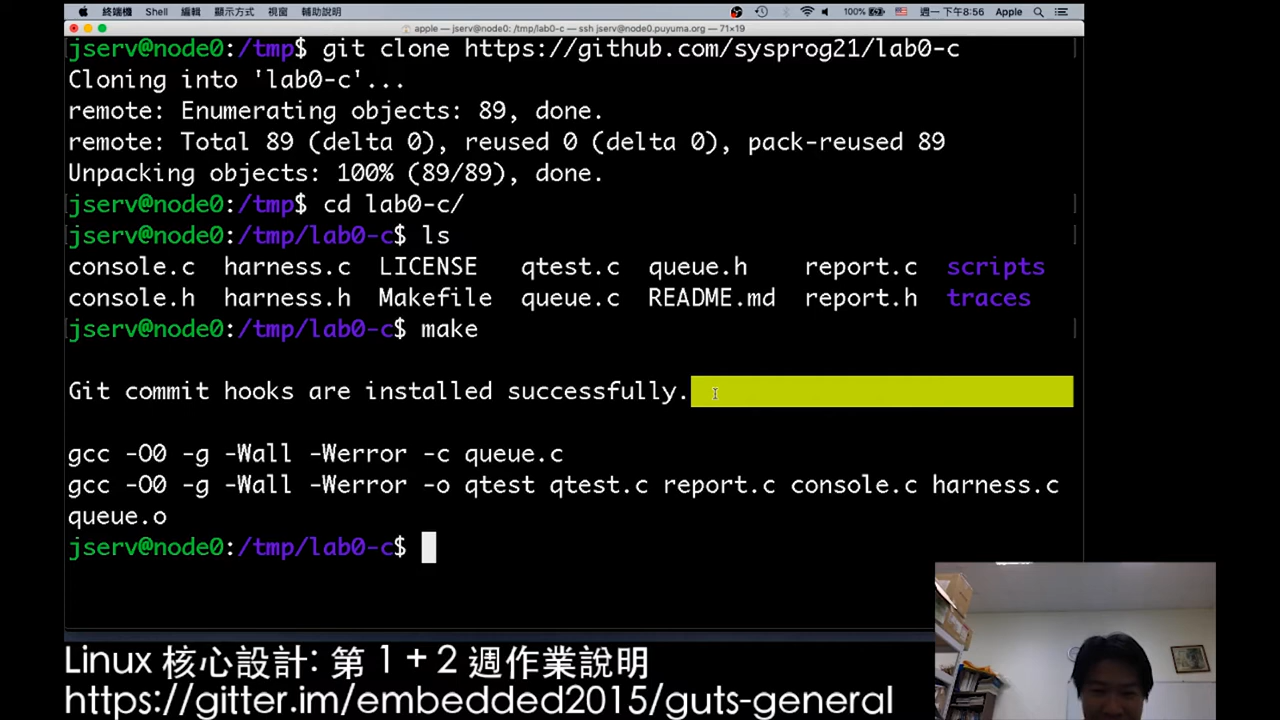 終端機 Shell 編輯 顯示方式 視窗 輔助說明 100% 週一 下午8:56 Apple
apple — jserv@node0: /tmp/lab0-c — ssh jserv@node0.puyuma.org — 71×19
jserv@node0:/tmp$ git clone https://github.com/sysprog21/lab0-c
Cloning into 'lab0-c'...
remote: Enumerating objects: 89, done.
remote: Total 89 (delta 0), reused 0 (delta 0), pack-reused 89
Unpacking objects: 100% (89/89), done.
jserv@node0:/tmp$ cd lab0-c/
jserv@node0:/tmp/lab0-c$ ls
console.c harness.c LICENSE qtest.c queue.h report.c scripts
console.h harness.h Makefile queue.c README.md report.h traces
jserv@node0:/tmp/lab0-c$ make
Git commit hooks are installed successfully.
gcc -O0 -g -Wall -Werror -c queue.c
gcc -O0 -g -Wall -Werror -o qtest qtest.c report.c console.c harness.c
queue.o
jserv@node0:/tmp/lab0-c$
Linux 核心設計: 第 1 + 2 週作業說明
https://gitter.im/embedded2015/guts-general